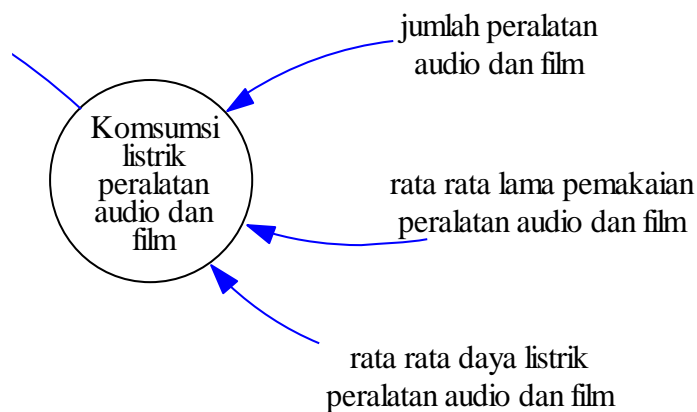 jumlah peralatan
audio dan film
Komsumsi
listrik
peralatan
audio dan
film
rata rata lama pemakaian
peralatan audio dan film
rata rata daya listrik
peralatan audio dan film